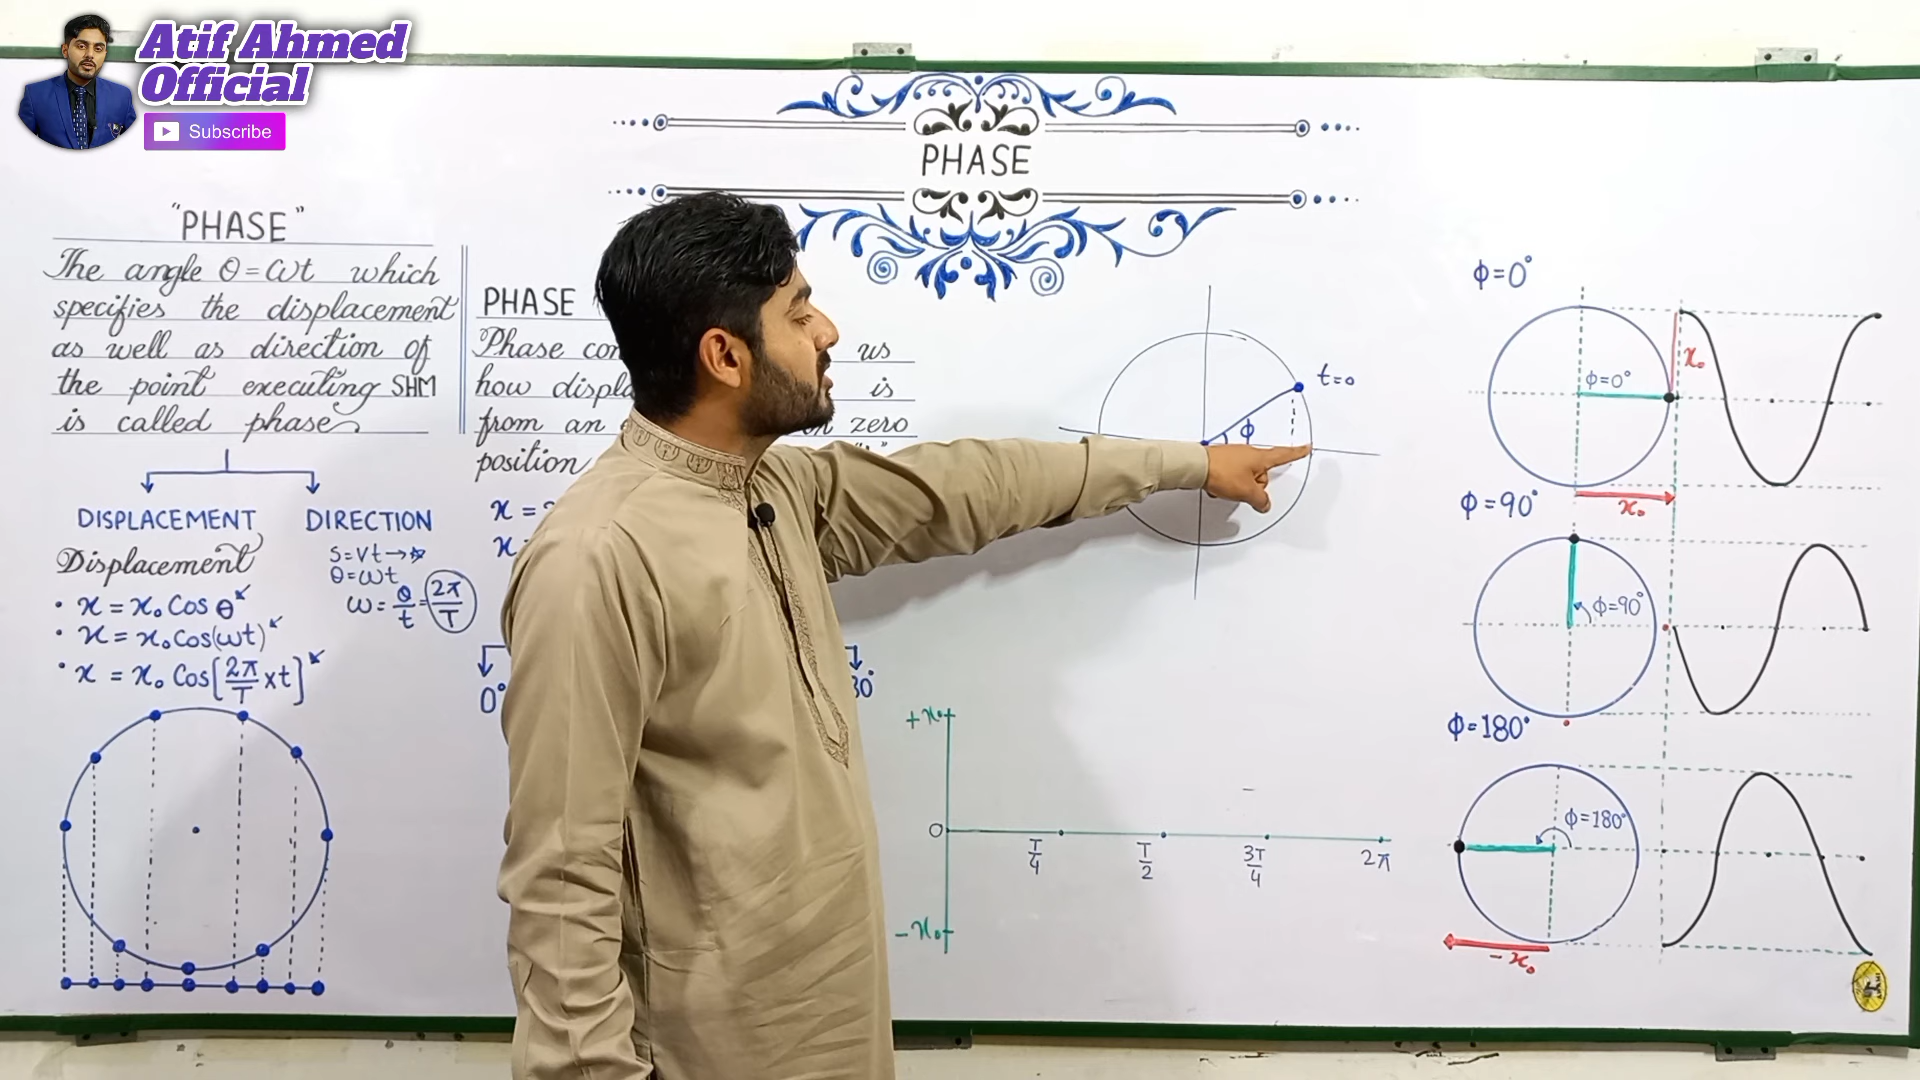 Atif Ahmed
Official
Subscribe
PHASE
"PHASE"
The angle θ=ωt which
specifies the displacement
as well as direction of
the point executing SHM
is called phase
DISPLACEMENT
DIRECTION
Displacement
• x = x₀ Cos θ
• x = x₀ Cos(ωt)
• x = x₀ Cos[2π/T × t]
S = Vt →
θ = ωt
ω = θ/t = 2π/T
PHASE
Phase us
how is
from an zero
position
x =
x
0°
+x₀
0
-x₀
T/4
T/2
3T/4
2π
t=0
ϕ
ϕ=0°
ϕ=0°
x₀
x₀
ϕ=90°
ϕ=90°
ϕ=180°
ϕ=180°
-x₀